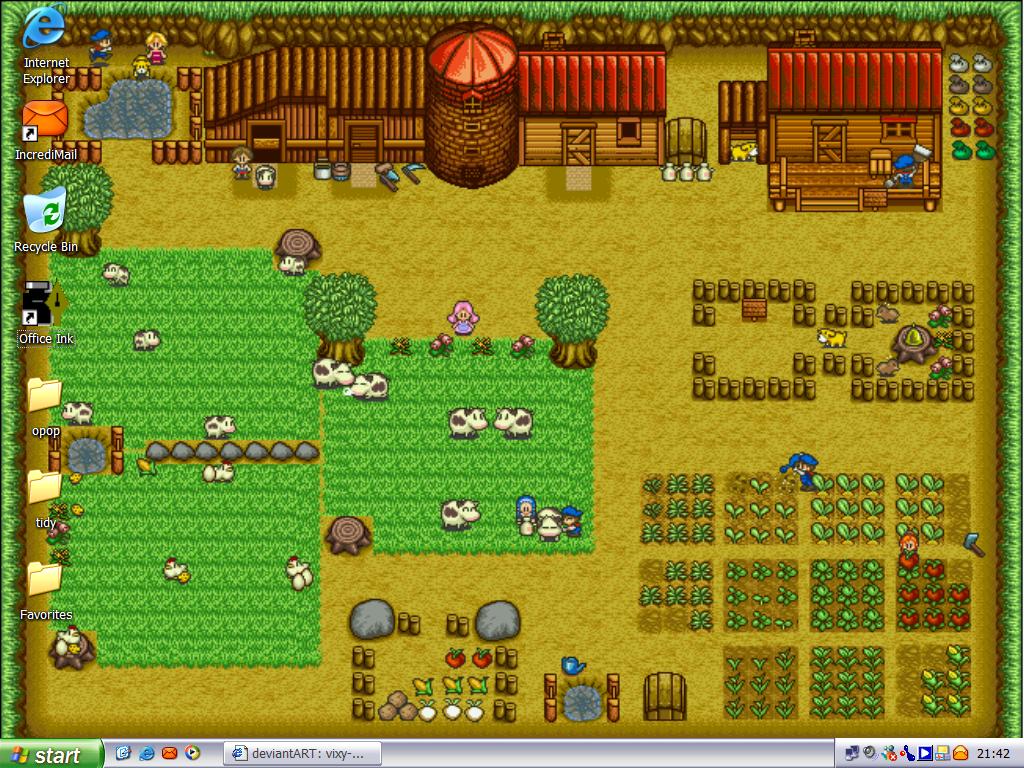 Internet
Explorer
IncrediMail
Recycle Bin
Office Ink
opop
tidy
Favorites
start
deviantART: vixy-...
21:42